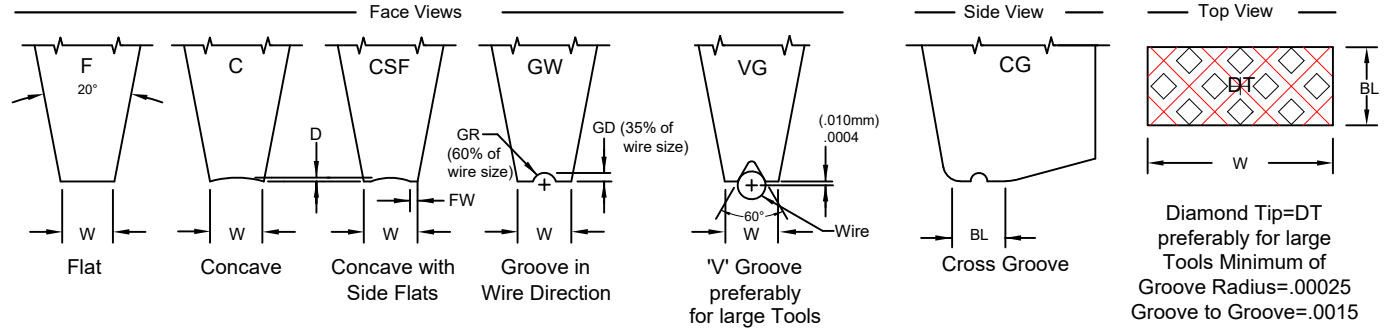 Face Views
Side View
Top View
F
20°
C
CSF
GW
VG
CG
DT
D
GR
(60% of
wire size)
GD (35% of
wire size)
(.010mm)
.0004
FW
60°
Wire
W
W
W
W
W
BL
BL
W
Flat
Concave
Concave with
Side Flats
Groove in
Wire Direction
'V' Groove
preferably
for large Tools
Cross Groove
Diamond Tip=DT
preferably for large
Tools Minimum of
Groove Radius=.00025
Groove to Groove=.0015